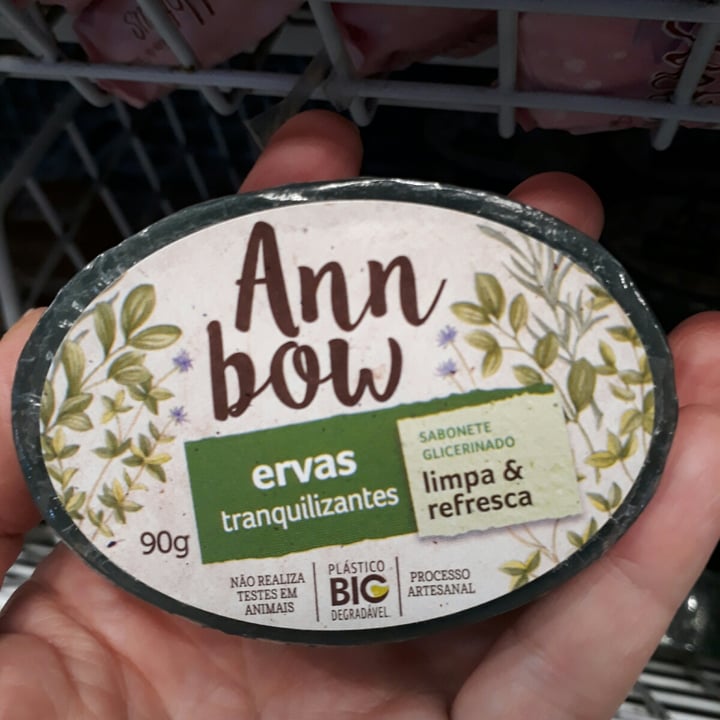 Ann
bow
ervas
tranquilizantes
SABONETE
GLICERINADO
limpa &
refresca
90g
NÃO REALIZA
TESTES EM
ANIMAIS
PLÁSTICO
BIO
DEGRADÁVEL
PROCESSO
ARTESANAL